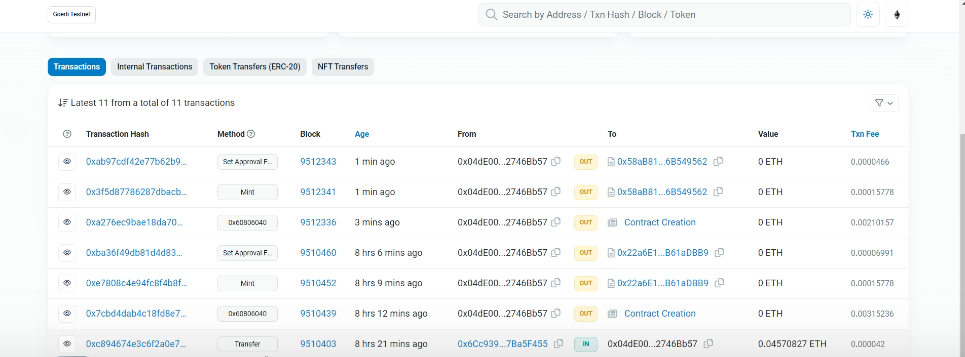 Goerli Testnet
Search by Address / Txn Hash / Block / Token
Transactions Internal Transactions Token Transfers (ERC-20) NFT Transfers
Latest 11 from a total of 11 transactions
Transaction Hash Method Block Age From To Value Txn Fee
0xab97cdf42e77b62b9... Set Approval F... 9512343 1 min ago 0x04dE00...2746Bb57 OUT 0x58aB81...6B549562 0 ETH 0.0000466
0x3f5d87786287dbacb... Mint 9512341 1 min ago 0x04dE00...2746Bb57 OUT 0x58aB81...6B549562 0 ETH 0.00015778
0xa276ec9bae18da70... 0x60806040 9512336 3 mins ago 0x04dE00...2746Bb57 OUT Contract Creation 0 ETH 0.00210157
0xba36f49db81d4d83... Set Approval F... 9510460 8 hrs 6 mins ago 0x04dE00...2746Bb57 OUT 0x22a6E1...B61aDBB9 0 ETH 0.00006991
0xe7808c4e94fc8f4b8f... Mint 9510452 8 hrs 9 mins ago 0x04dE00...2746Bb57 OUT 0x22a6E1...B61aDBB9 0 ETH 0.00015778
0x7cbd4dab4c18fd8e7... 0x60806040 9510439 8 hrs 12 mins ago 0x04dE00...2746Bb57 OUT Contract Creation 0 ETH 0.00315236
0xc894674e3c6f2a0e7... Transfer 9510403 8 hrs 21 mins ago 0x6Cc939...7Ba5F455 IN 0x04dE00...2746Bb57 0.04570827 ETH 0.000042